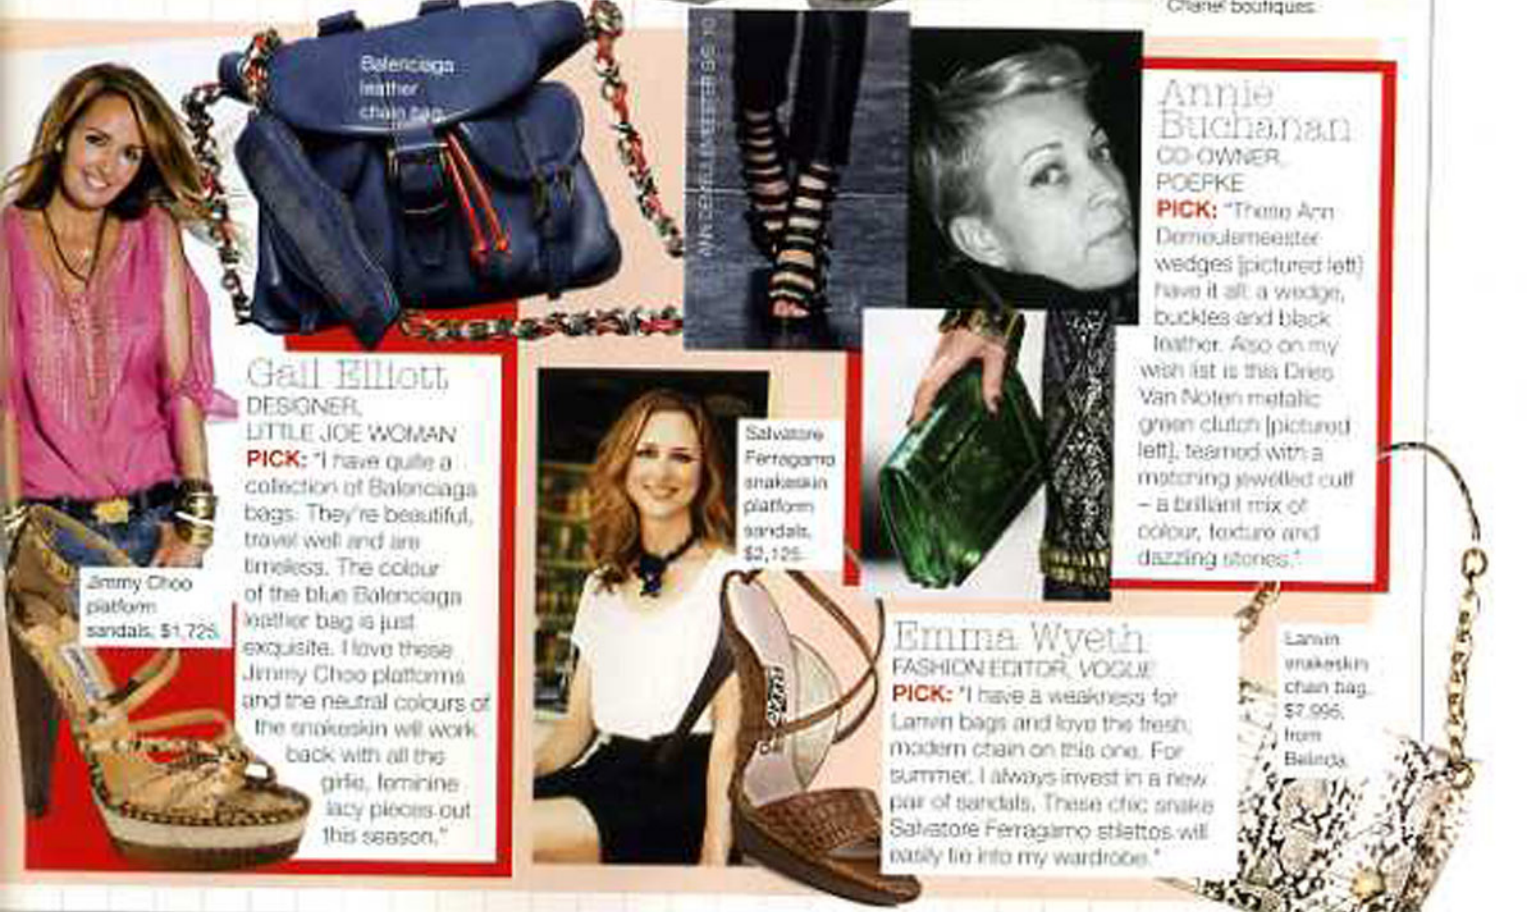 Chanel boutiques.
Balenciaga
leather
chain bag.
ANN DEMEULEMEESTER S/S 10
Annie
Buchanan
CO-OWNER,
POEPKE
PICK: "These Ann
Demeulemeester
wedges [pictured left]
have it all: a wedge,
buckles and black
leather. Also on my
wish list is this Dries
Van Noten metallic
green clutch [pictured
left], teamed with a
matching jewelled cuff
– a brilliant mix of
colour, texture and
dazzling stones."
Gail Elliott
DESIGNER,
LITTLE JOE WOMAN
PICK: "I have quite a
collection of Balenciaga
bags. They're beautiful,
travel well and are
timeless. The colour
of the blue Balenciaga
leather bag is just
exquisite. I love these
Jimmy Choo platforms
and the neutral colours of
the snakeskin will work
back with all the
girlie, feminine
lacy pieces out
this season."
Jimmy Choo
platform
sandals, $1,725.
Salvatore
Ferragamo
snakeskin
platform
sandals,
$2,125.
Emma Wyeth
FASHION EDITOR, VOGUE
PICK: "I have a weakness for
Lanvin bags and love the fresh,
modern chain on this one. For
summer, I always invest in a new
pair of sandals. These chic snake
Salvatore Ferragamo stilettos will
easily tie into my wardrobe."
Lanvin
snakeskin
chain bag,
$7,995,
from
Belinda.